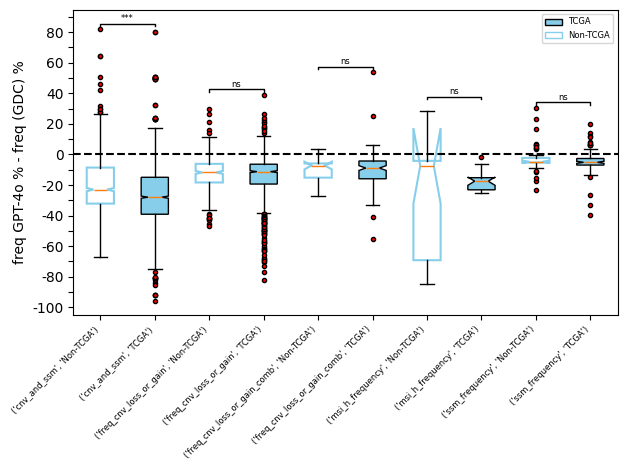 ***
ns
ns
ns
ns
TCGA
Non-TCGA
freq GPT-4o % - freq (GDC) %
80
60
40
20
0
-20
-40
-60
-80
-100
('cnv_and_ssm', 'Non-TCGA')
('cnv_and_ssm', 'TCGA')
('freq_cnv_loss_or_gain', 'Non-TCGA')
('freq_cnv_loss_or_gain', 'TCGA')
('freq_cnv_loss_or_gain_comb', 'Non-TCGA')
('freq_cnv_loss_or_gain_comb', 'TCGA')
('msi_h_frequency', 'Non-TCGA')
('msi_h_frequency', 'TCGA')
('ssm_frequency', 'Non-TCGA')
('ssm_frequency', 'TCGA')